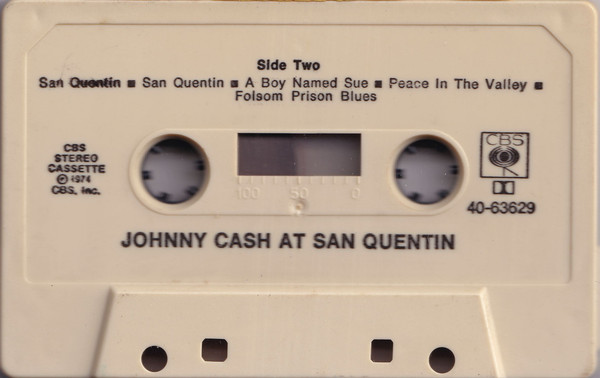 Side Two
San Quentin ■ San Quentin ■ A Boy Named Sue ■ Peace In The Valley ■
Folsom Prison Blues
CBS
STEREO
CASSETTE
℗ 1974
CBS, Inc.
100 50 0
CBS
40-63629
JOHNNY CASH AT SAN QUENTIN